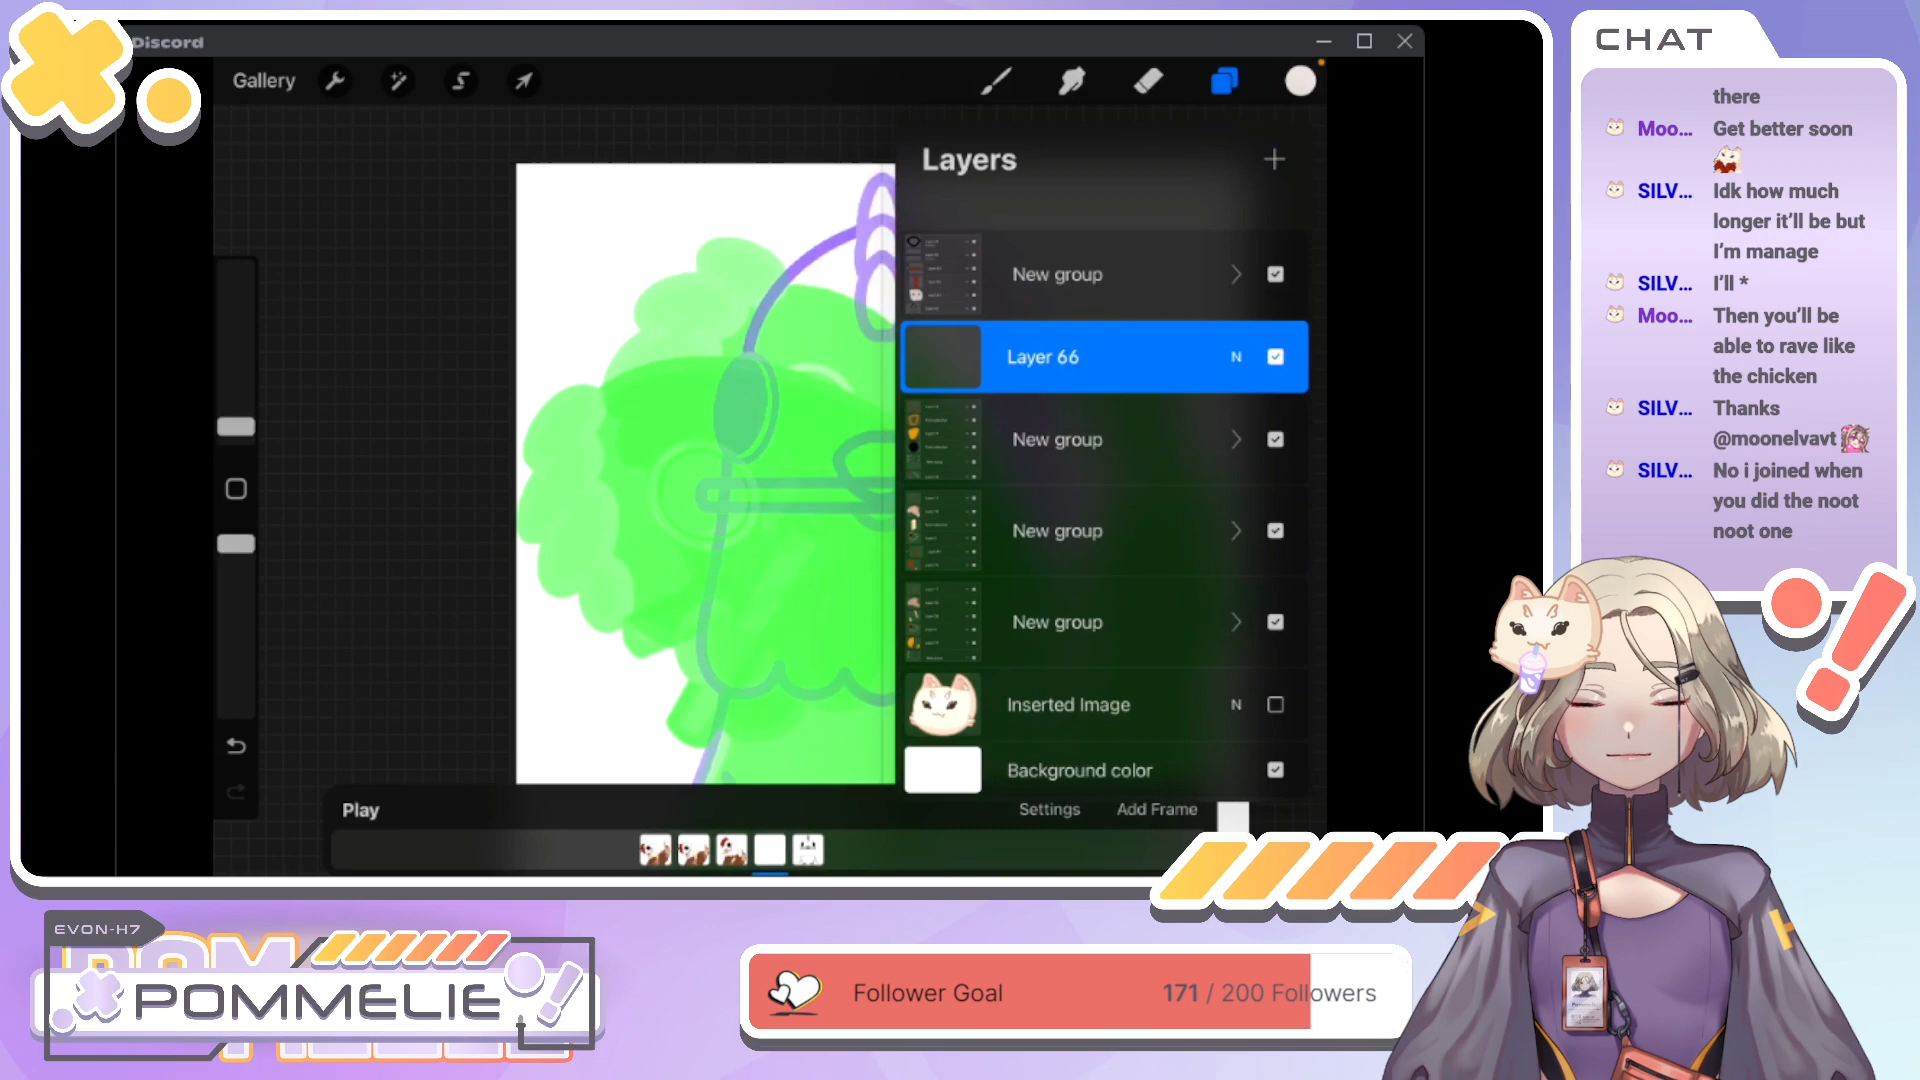 Discord
Gallery
Layers
New group
Layer 66 N
New group
New group
New group
Inserted Image N
Background color
Play
Settings Add Frame
CHAT
there
Moo... Get better soon
SILV... Idk how much
longer it'll be but
I'm manage
SILV... I'll *
Moo... Then you'll be
able to rave like
the chicken
SILV... Thanks
@moonelvavt
SILV... No i joined when
you did the noot
noot one
EVON-H7
POMMELIE
Follower Goal 171 / 200 Followers